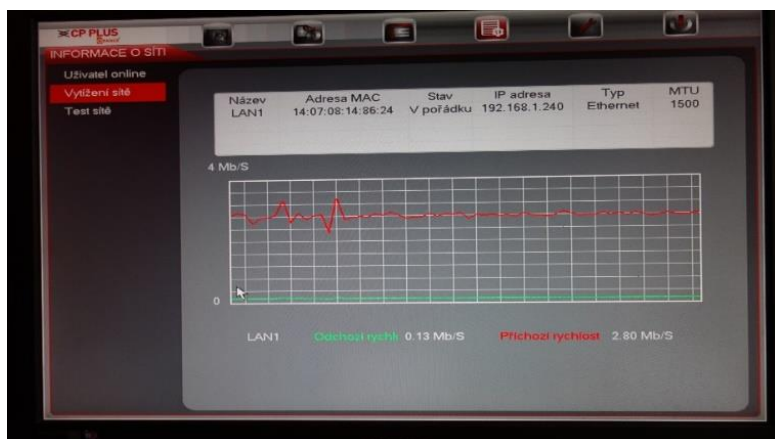 CP PLUS
INFORMACE O SÍTI
Uživatel online
Vytížení sítě
Test sítě
Název Adresa MAC Stav IP adresa Typ MTU
LAN1 14:07:08:14:86:24 V pořádku 192.168.1.240 Ethernet 1500
4 Mb/S
0
LAN1 Odchozí rychl 0.13 Mb/S Příchozí rychlost 2.80 Mb/S